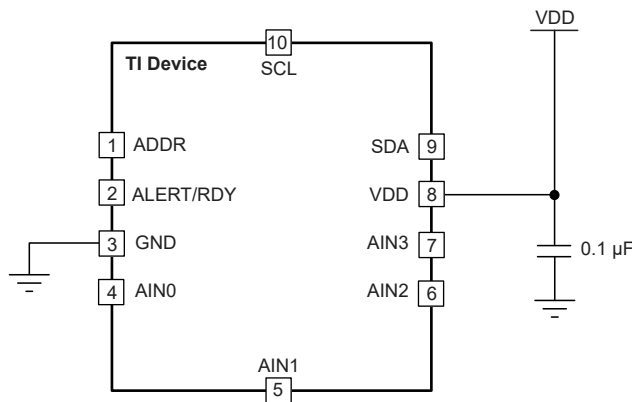 VDD
10
TI Device
SCL
1 ADDR
SDA 9
2 ALERT/RDY
VDD 8
3 GND
AIN3 7
0.1 µF
4 AIN0
AIN2 6
AIN1
5